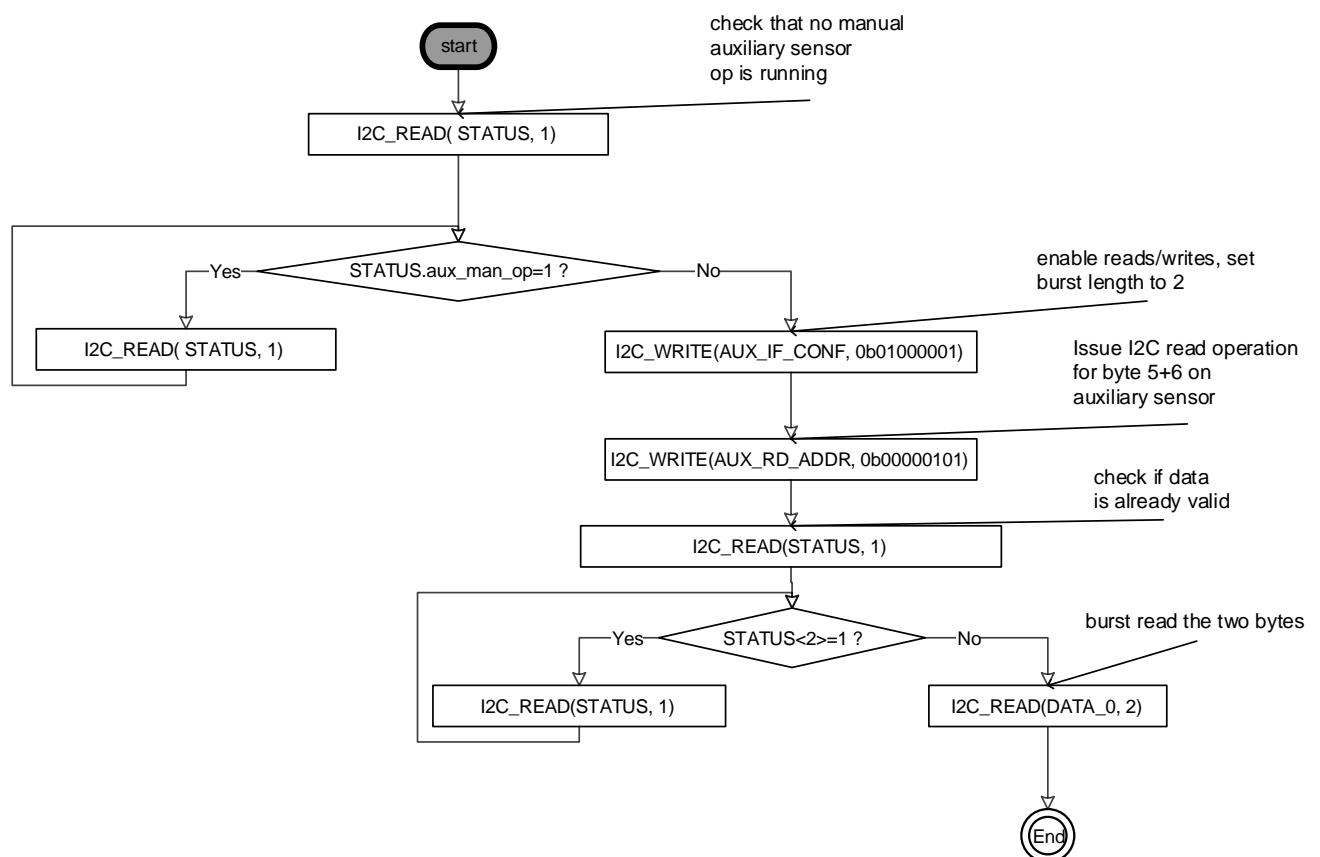 check that no manual
auxiliary sensor
op is running
start
I2C_READ( STATUS, 1)
STATUS.aux_man_op=1 ?
Yes
No
I2C_READ( STATUS, 1)
enable reads/writes, set
burst length to 2
I2C_WRITE(AUX_IF_CONF, 0b01000001)
Issue I2C read operation
for byte 5+6 on
auxiliary sensor
I2C_WRITE(AUX_RD_ADDR, 0b00000101)
check if data
is already valid
I2C_READ(STATUS, 1)
STATUS<2>=1 ?
Yes
No
burst read the two bytes
I2C_READ(STATUS, 1)
I2C_READ(DATA_0, 2)
End